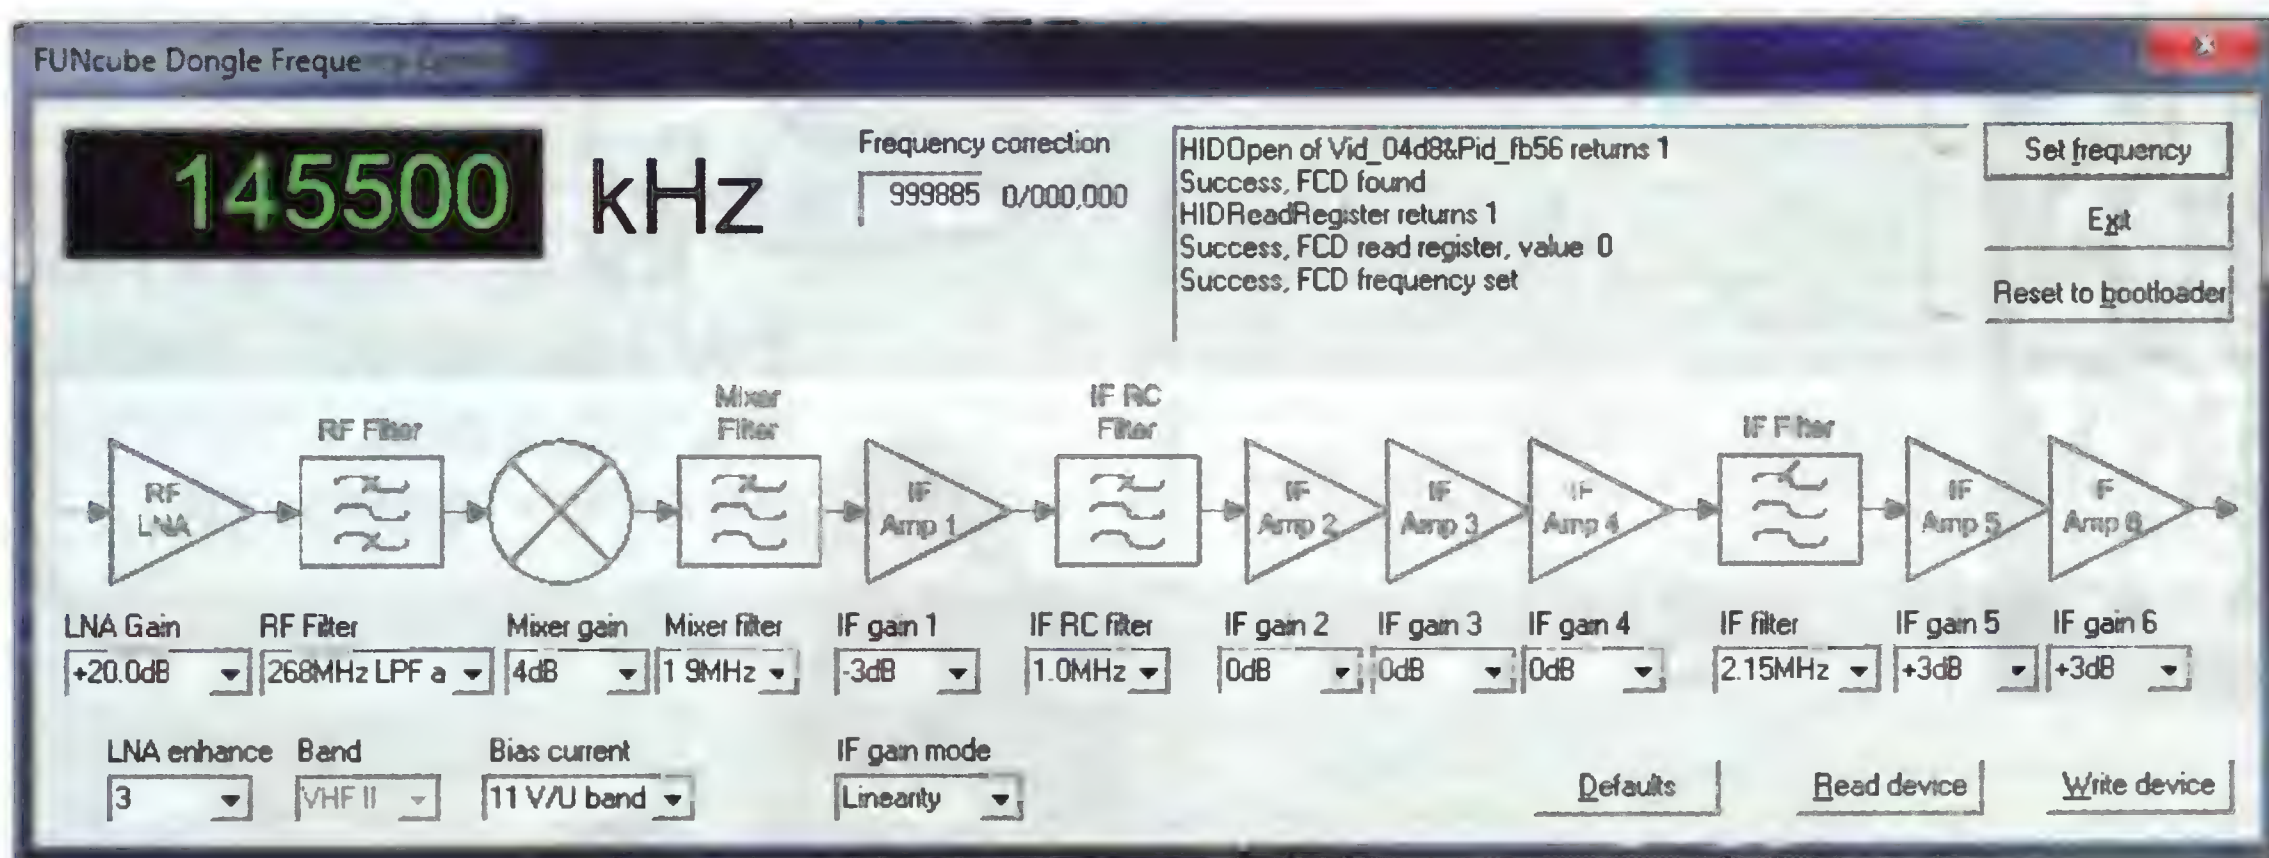 FUNcube Dongle Freque
145500 kHz
Frequency correction
999885 0/000,000
HIDOpen of Vid_04d8&Pid_fb56 returns 1
Success, FCD found
HIDReadRegister returns 1
Success, FCD read register, value 0
Success, FCD frequency set
Set frequency
Exit
Reset to bootloader
RF LNA
RF Filter
Mixer Filter
IF Amp 1
IF RC Filter
IF Amp 2
IF Amp 3
IF Amp 4
IF Filter
IF Amp 5
IF Amp 6
LNA Gain RF Filter Mixer gain Mixer filter IF gain 1 IF RC filter IF gain 2 IF gain 3 IF gain 4 IF filter IF gain 5 IF gain 6
+20.0dB 268MHz LPF a 4dB 1 9MHz -3dB 1.0MHz 0dB 0dB 0dB 2.15MHz +3dB +3dB
LNA enhance Band Bias current IF gain mode
3 VHF II 11 V/U band Linearity
Defaults Read device Write device